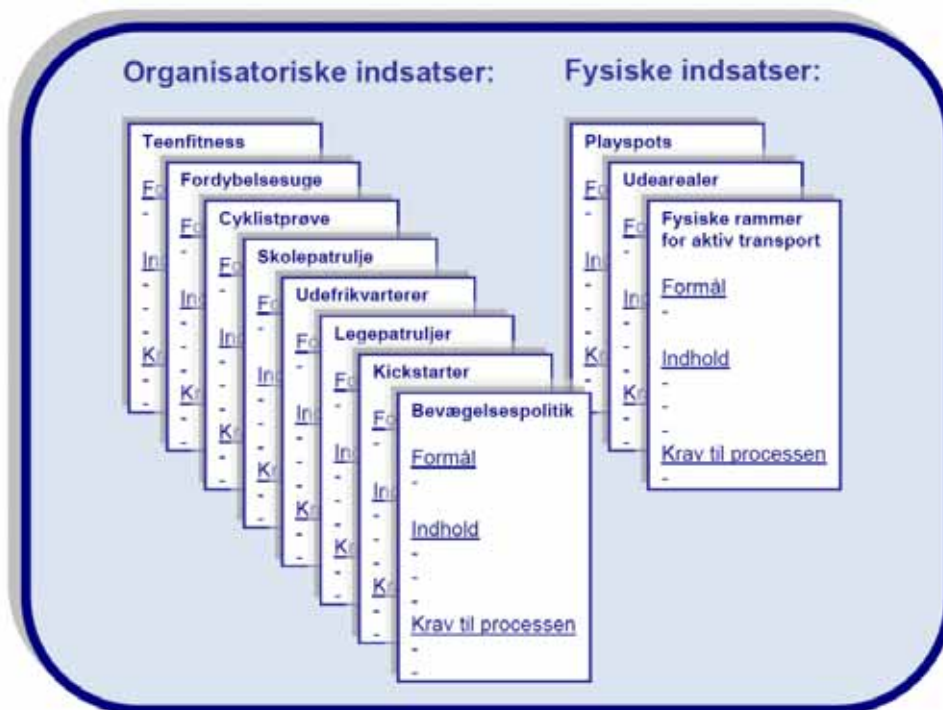 Organisatoriske indsatser:
Teenfitness
Fordybelsesuge
Cyklistprøve
Skolepatrulje
Udefrikvarterer
Legepatruljer
Kickstarter
Bevægelsespolitik
Formål
-
Indhold
-
-
-
Krav til processen
-
-
Fysiske indsatser:
Playspots
Udearealer
Fysiske rammer
for aktiv transport
Formål
-
Indhold
-
-
-
Krav til processen
-